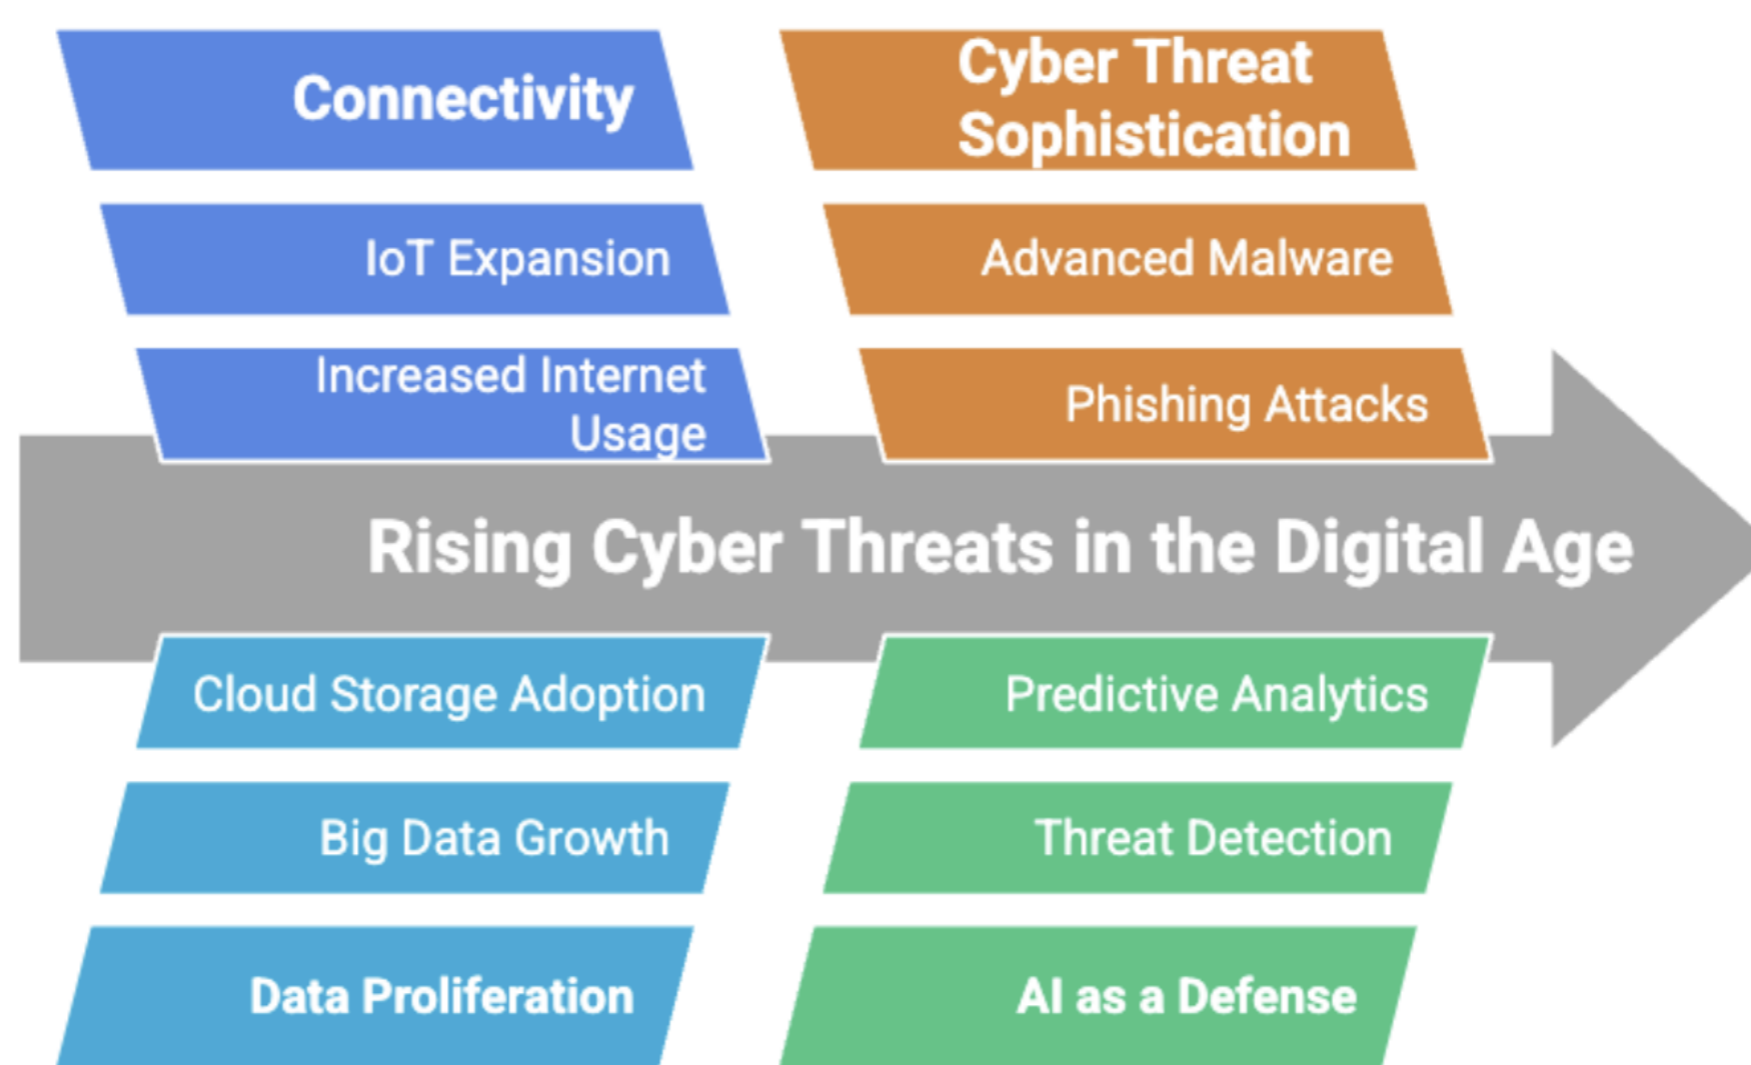 Connectivity
IoT Expansion
Increased Internet
Usage
Cyber Threat
Sophistication
Advanced Malware
Phishing Attacks
Rising Cyber Threats in the Digital Age
Cloud Storage Adoption
Big Data Growth
Data Proliferation
Predictive Analytics
Threat Detection
AI as a Defense